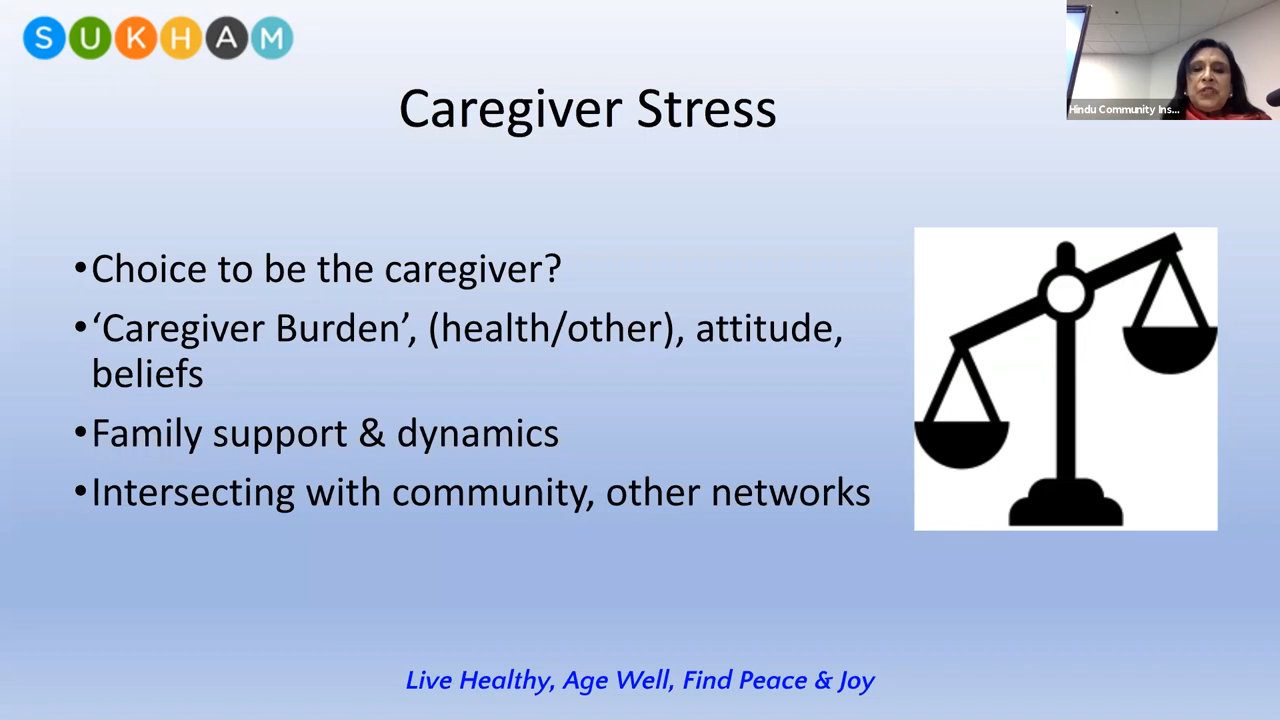 SUKHAM
Hindu Community Ins...
Caregiver Stress
•Choice to be the caregiver?
•‘Caregiver Burden’, (health/other), attitude,
beliefs
•Family support & dynamics
•Intersecting with community, other networks
Live Healthy, Age Well, Find Peace & Joy